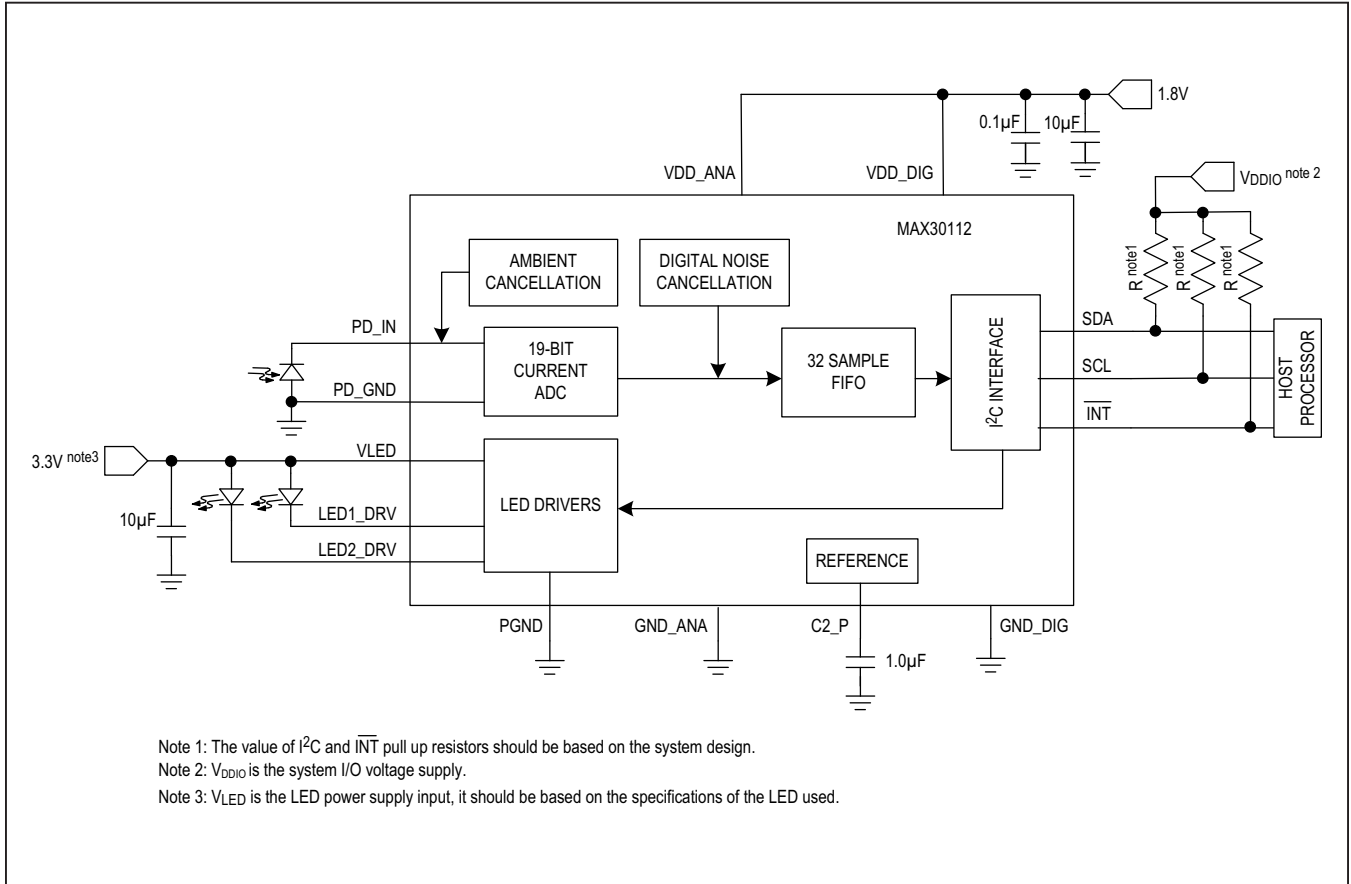 1.8V
0.1µF
10µF
VDD_ANA
VDD_DIG
VDDIO note 2
MAX30112
R note1
R note1
R note1
AMBIENT
CANCELLATION
DIGITAL NOISE
CANCELLATION
PD_IN
19-BIT
CURRENT
ADC
32 SAMPLE
FIFO
I2C INTERFACE
SDA
SCL
INT
HOST
PROCESSOR
PD_GND
3.3V note3
VLED
LED DRIVERS
10µF
LED1_DRV
LED2_DRV
REFERENCE
PGND
GND_ANA
C2_P
GND_DIG
1.0µF
Note 1: The value of I2C and INT pull up resistors should be based on the system design.
Note 2: VDDIO is the system I/O voltage supply.
Note 3: VLED is the LED power supply input, it should be based on the specifications of the LED used.